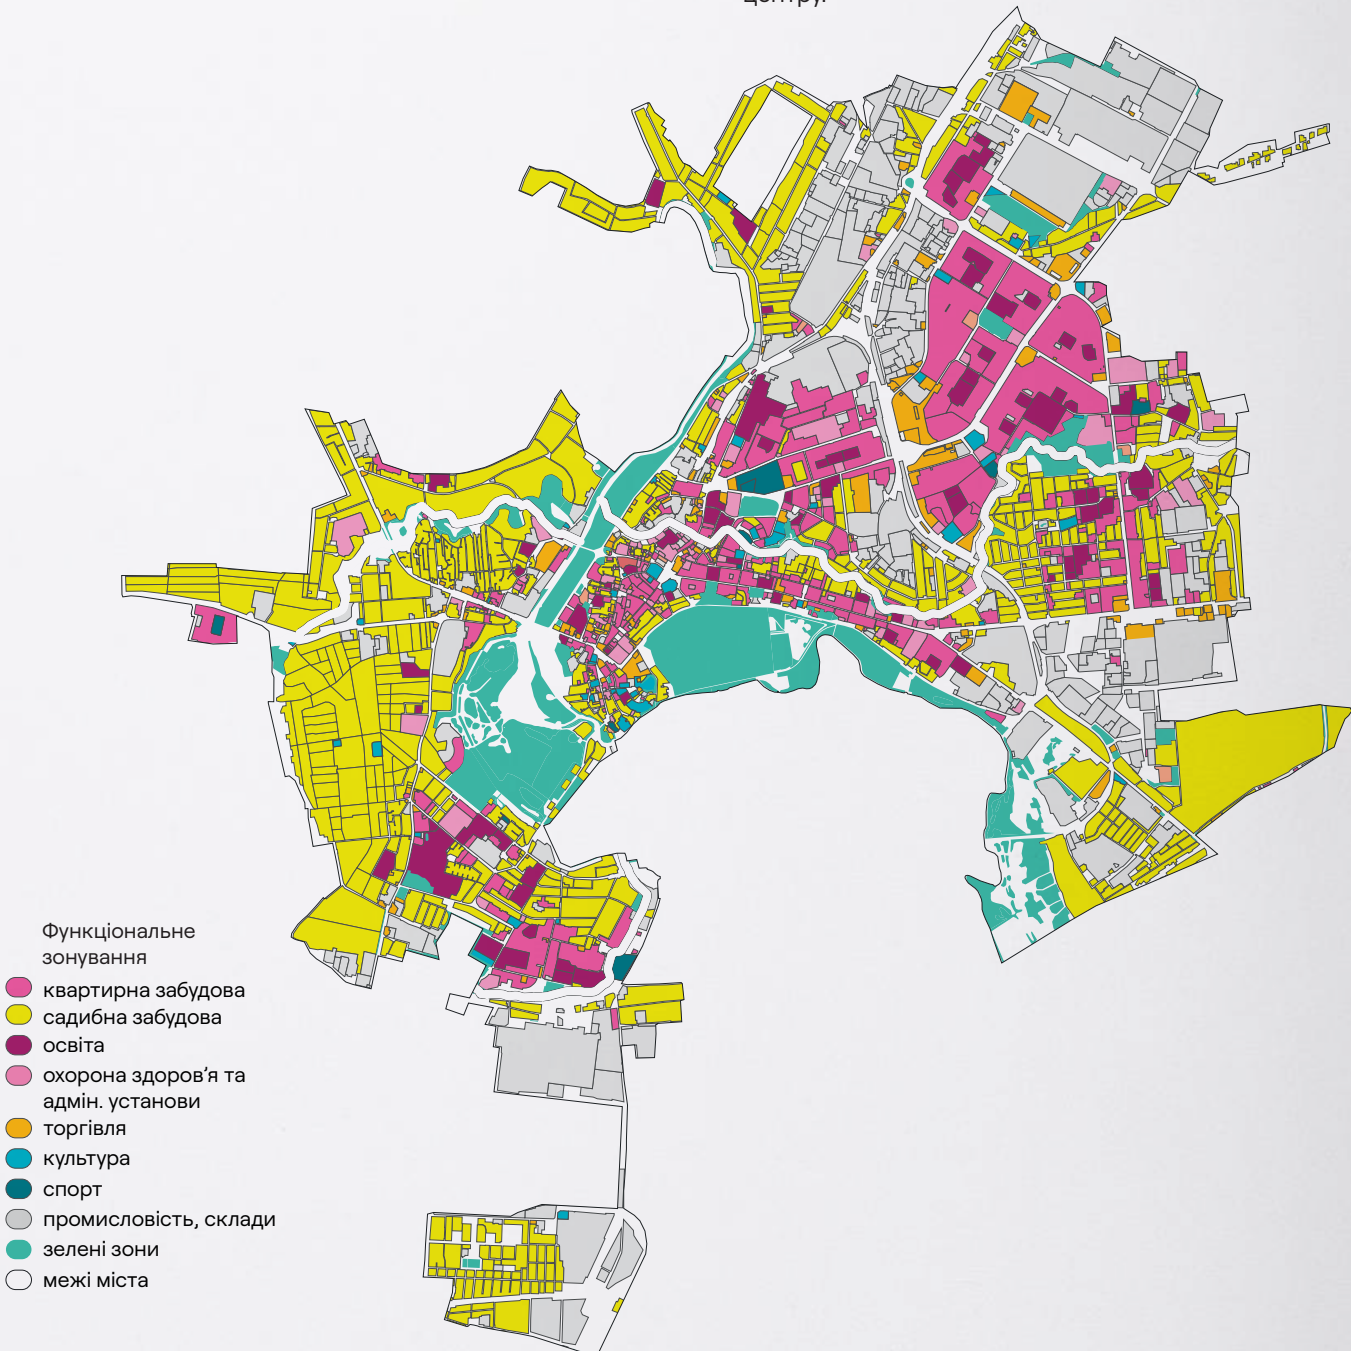 центру.
Функціональне
зонування
квартирна забудова
садибна забудова
освіта
охорона здоров’я та
адмін. установи
торгівля
культура
спорт
промисловість, склади
зелені зони
межі міста